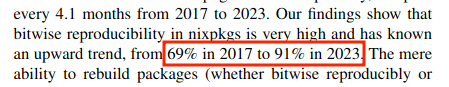 every 4.1 months from 2017 to 2023. Our findings show that
bitwise reproducibility in nixpkgs is very high and has known
an upward trend, from 69% in 2017 to 91% in 2023. The mere
ability to rebuild packages (whether bitwise reproducibly or